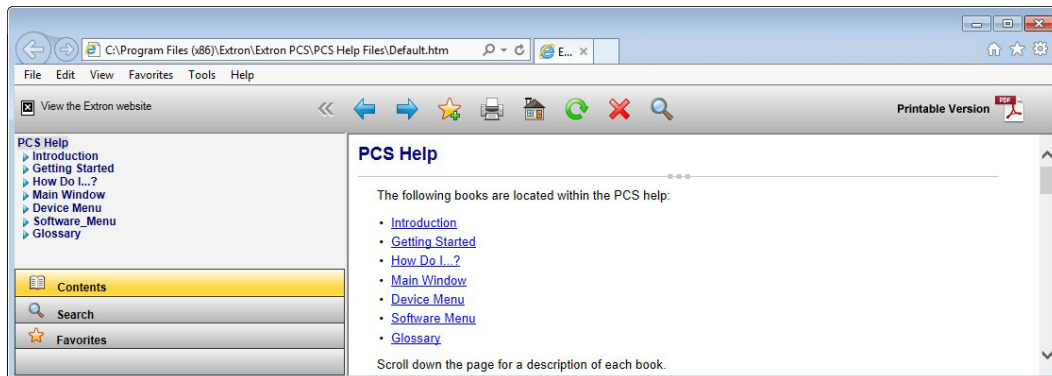 C:\Program Files (x86)\Extron\Extron PCS\PCS Help Files\Default.htm
E...
File Edit View Favorites Tools Help
View the Extron website
Printable Version
PDF
PCS Help
Introduction
Getting Started
How Do I...?
Main Window
Device Menu
Software_Menu
Glossary
Contents
Search
Favorites
PCS Help
The following books are located within the PCS help:
• Introduction
• Getting Started
• How Do I...?
• Main Window
• Device Menu
• Software Menu
• Glossary
Scroll down the page for a description of each book.